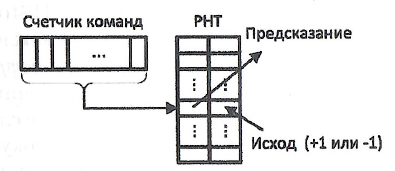 Счетчик команд
PHT
Предсказание
...
Исход (+1 или -1)